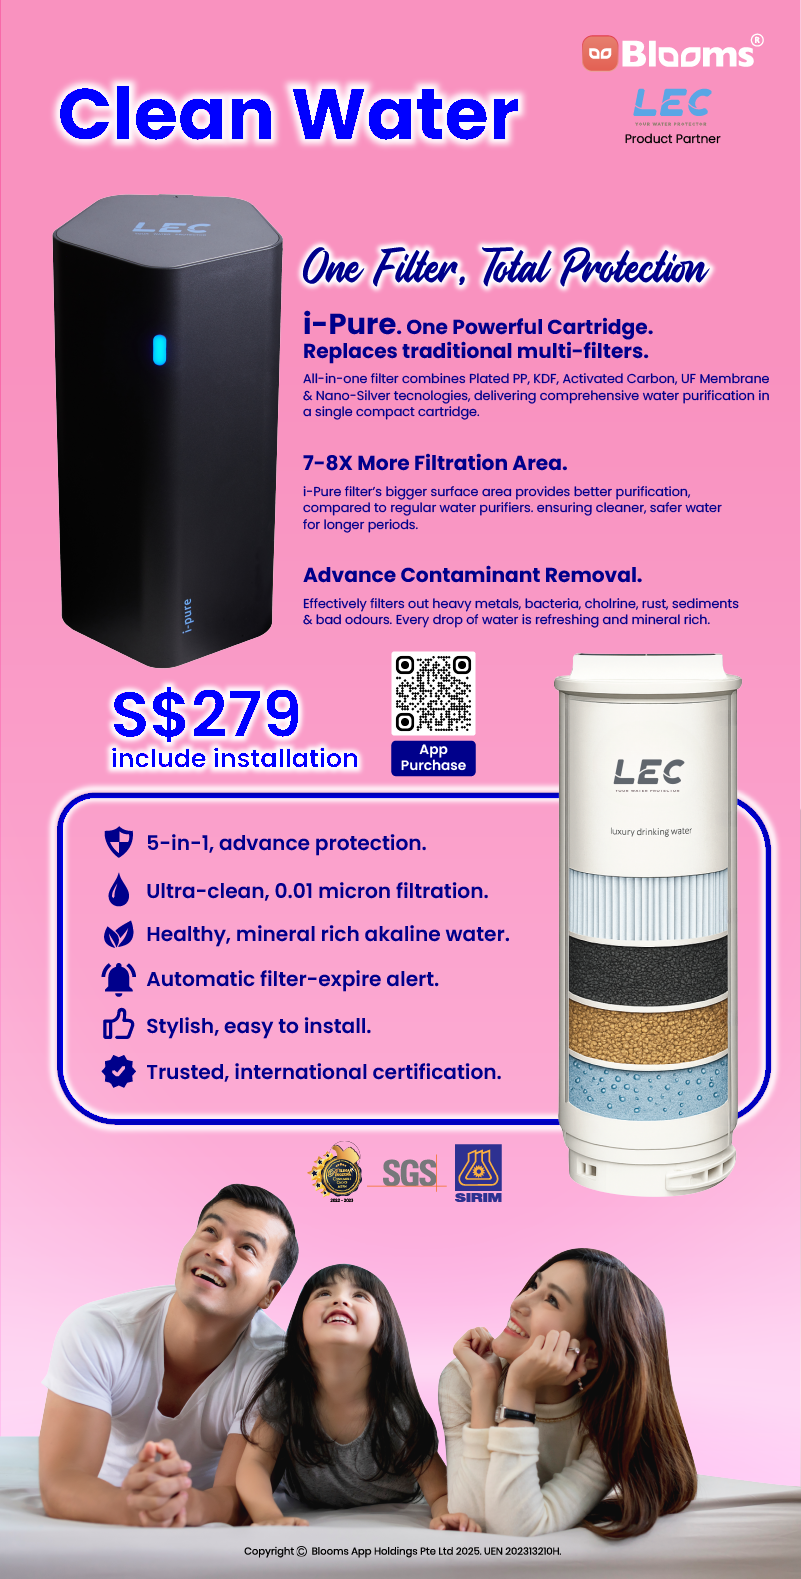 Blooms®
Clean Water
LEC
YOUR WATER PROTECTOR
Product Partner
LEC
One Filter, Total Protection
i-Pure. One Powerful Cartridge.
Replaces traditional multi-filters.
All-in-one filter combines Plated PP, KDF, Activated Carbon, UF Membrane
& Nano-Silver tecnologies, delivering comprehensive water purification in
a single compact cartridge.
7-8X More Filtration Area.
i-Pure filter's bigger surface area provides better purification,
compared to regular water purifiers. ensuring cleaner, safer water
for longer periods.
Advance Contaminant Removal.
Effectively filters out heavy metals, bacteria, cholrine, rust, sediments
& bad odours. Every drop of water is refreshing and mineral rich.
i-pure
S$279
include installation
App
Purchase
LEC
YOUR WATER PROTECTOR
luxury drinking water
5-in-1, advance protection.
Ultra-clean, 0.01 micron filtration.
Healthy, mineral rich akaline water.
Automatic filter-expire alert.
Stylish, easy to install.
Trusted, international certification.
2022 - 2023
SGS
SIRIM
Copyright © Blooms App Holdings Pte Ltd 2025. UEN 202313210H.